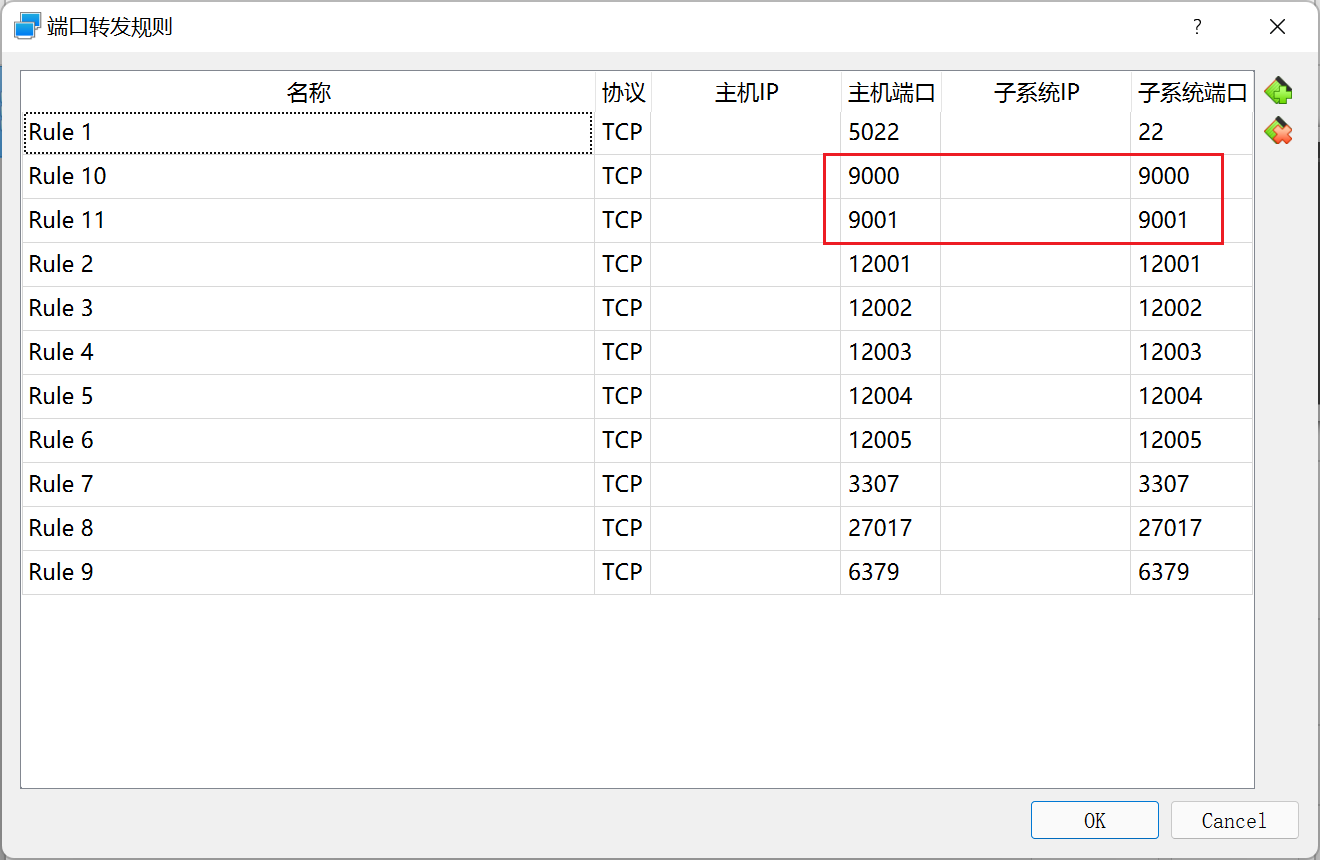 端口转发规则 ?
名称 协议 主机IP 主机端口 子系统IP 子系统端口
Rule 1 TCP 5022 22
Rule 10 TCP 9000 9000
Rule 11 TCP 9001 9001
Rule 2 TCP 12001 12001
Rule 3 TCP 12002 12002
Rule 4 TCP 12003 12003
Rule 5 TCP 12004 12004
Rule 6 TCP 12005 12005
Rule 7 TCP 3307 3307
Rule 8 TCP 27017 27017
Rule 9 TCP 6379 6379
OK Cancel